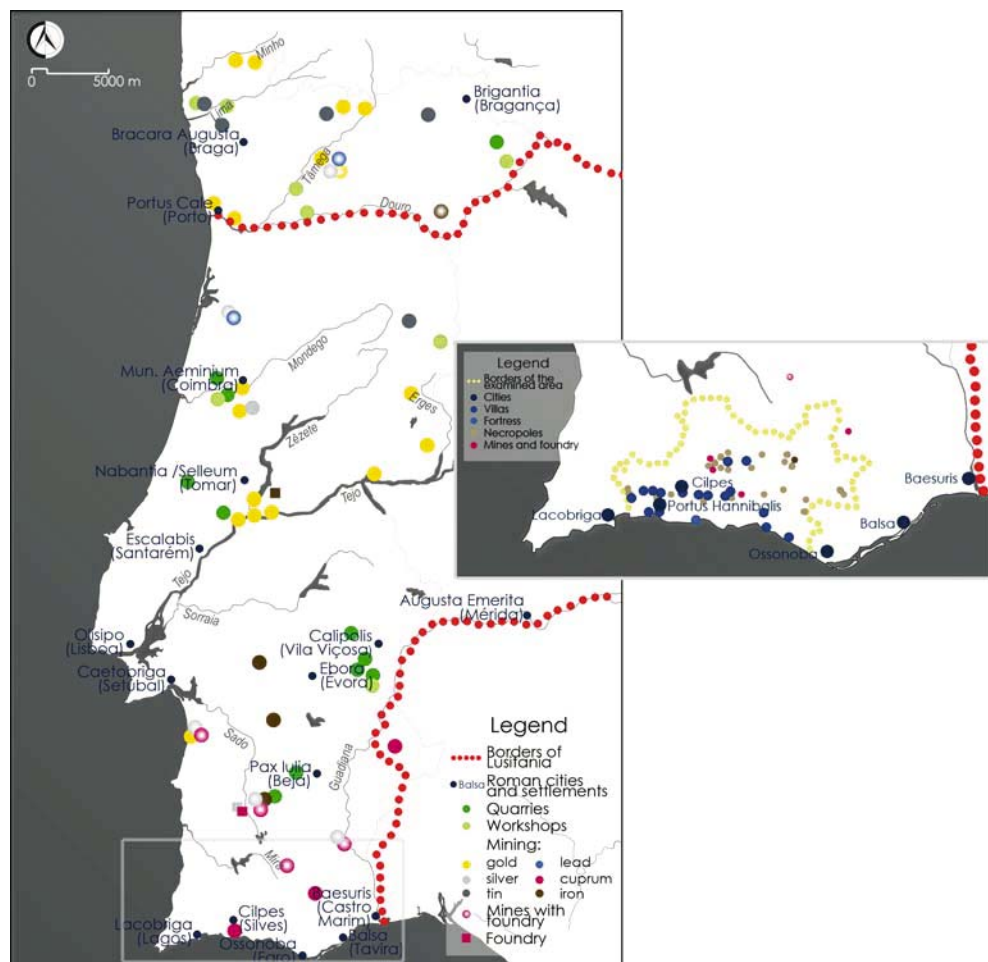 Minho
0 5000 m
Brigantia
(Bragança)
Lima
Bracara Augusta
(Braga)
Tâmega
Portus Cale
(Porto)
Douro
Mondego
Mun. Aeminium
(Coimbra)
Erges
Zêzete
Nabantia /Selleum
(Tomar)
Tejo
Escalabis
(Santarém)
Tejo
Sorraia
Augusta Emerita
(Mérida)
Olisipo
(Lisboa)
Calipolis
(Vila Viçosa)
Ebora
(Evora)
Caetobriga
(Setúbal)
Sado
Guadiana
Pax Iulia
(Beja)
Mira
Baesuris
(Castro
Marim)
Cilpes
(Silves)
Lacobriga
(Lagos)
Ossonoba
(Faro)
Balsa
(Tavira)
Legend
Borders of
Lusitania
Balsa Roman cities
and settlements
Quarries
Workshops
Mining:
gold lead
silver cuprum
tin iron
Mines with
foundry
Foundry
Legend
Borders of the
examined area
Cities
Villas
Fortress
Necropoles
Mines and foundry
Cilpes
Baesuris
Portus Hannibalis
Lacobriga
Balsa
Ossonoba